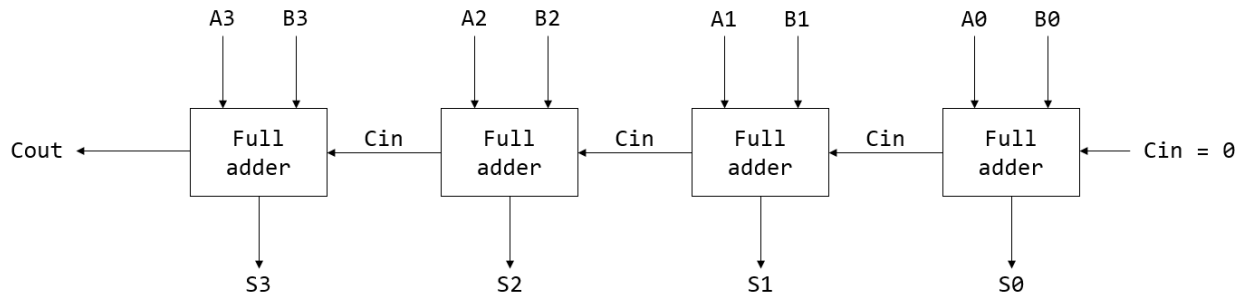 A3 B3 A2 B2 A1 B1 A0 B0
Full adder
Full adder
Full adder
Full adder
Cout
Cin
Cin
Cin
Cin = 0
S3 S2 S1 S0